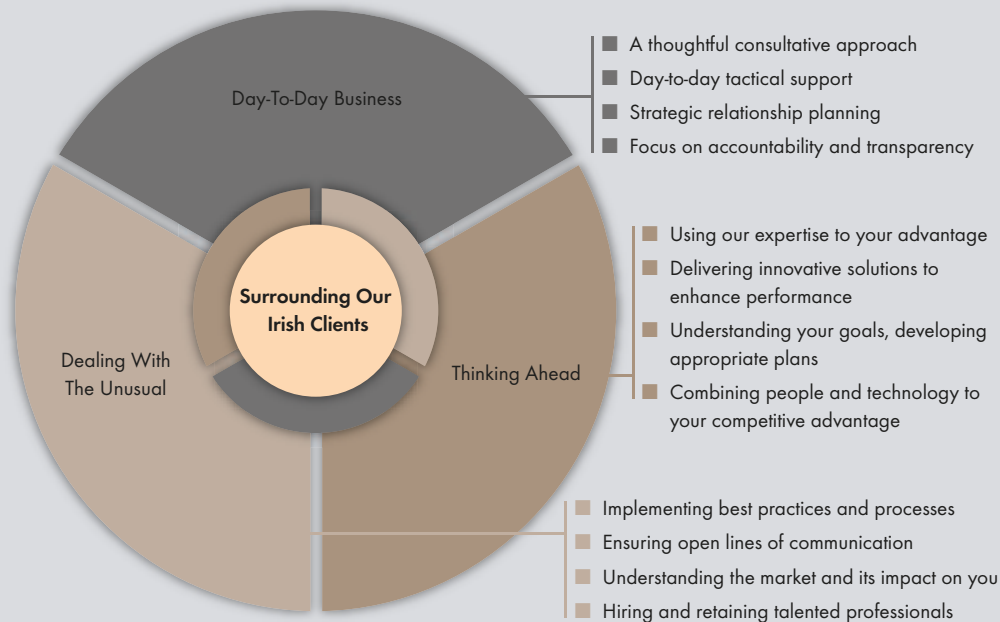 Day-To-Day Business
A thoughtful consultative approach
Day-to-day tactical support
Strategic relationship planning
Focus on accountability and transparency
Surrounding Our
Irish Clients
Dealing With
The Unusual
Thinking Ahead
Using our expertise to your advantage
Delivering innovative solutions to
enhance performance
Understanding your goals, developing
appropriate plans
Combining people and technology to
your competitive advantage
Implementing best practices and processes
Ensuring open lines of communication
Understanding the market and its impact on you
Hiring and retaining talented professionals